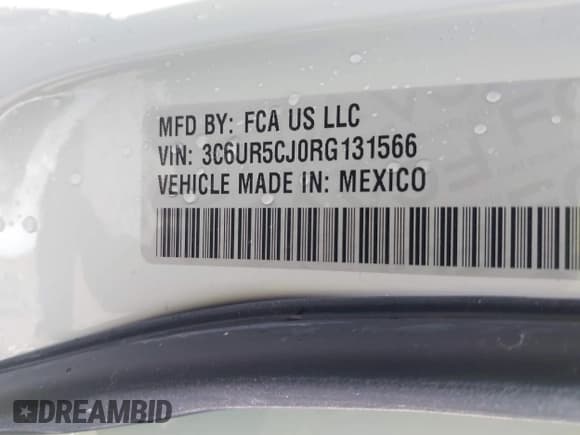 MFD BY: FCA US LLC
VIN: 3C6UR5CJ0RG131566
VEHICLE MADE IN: MEXICO
DREAMBID